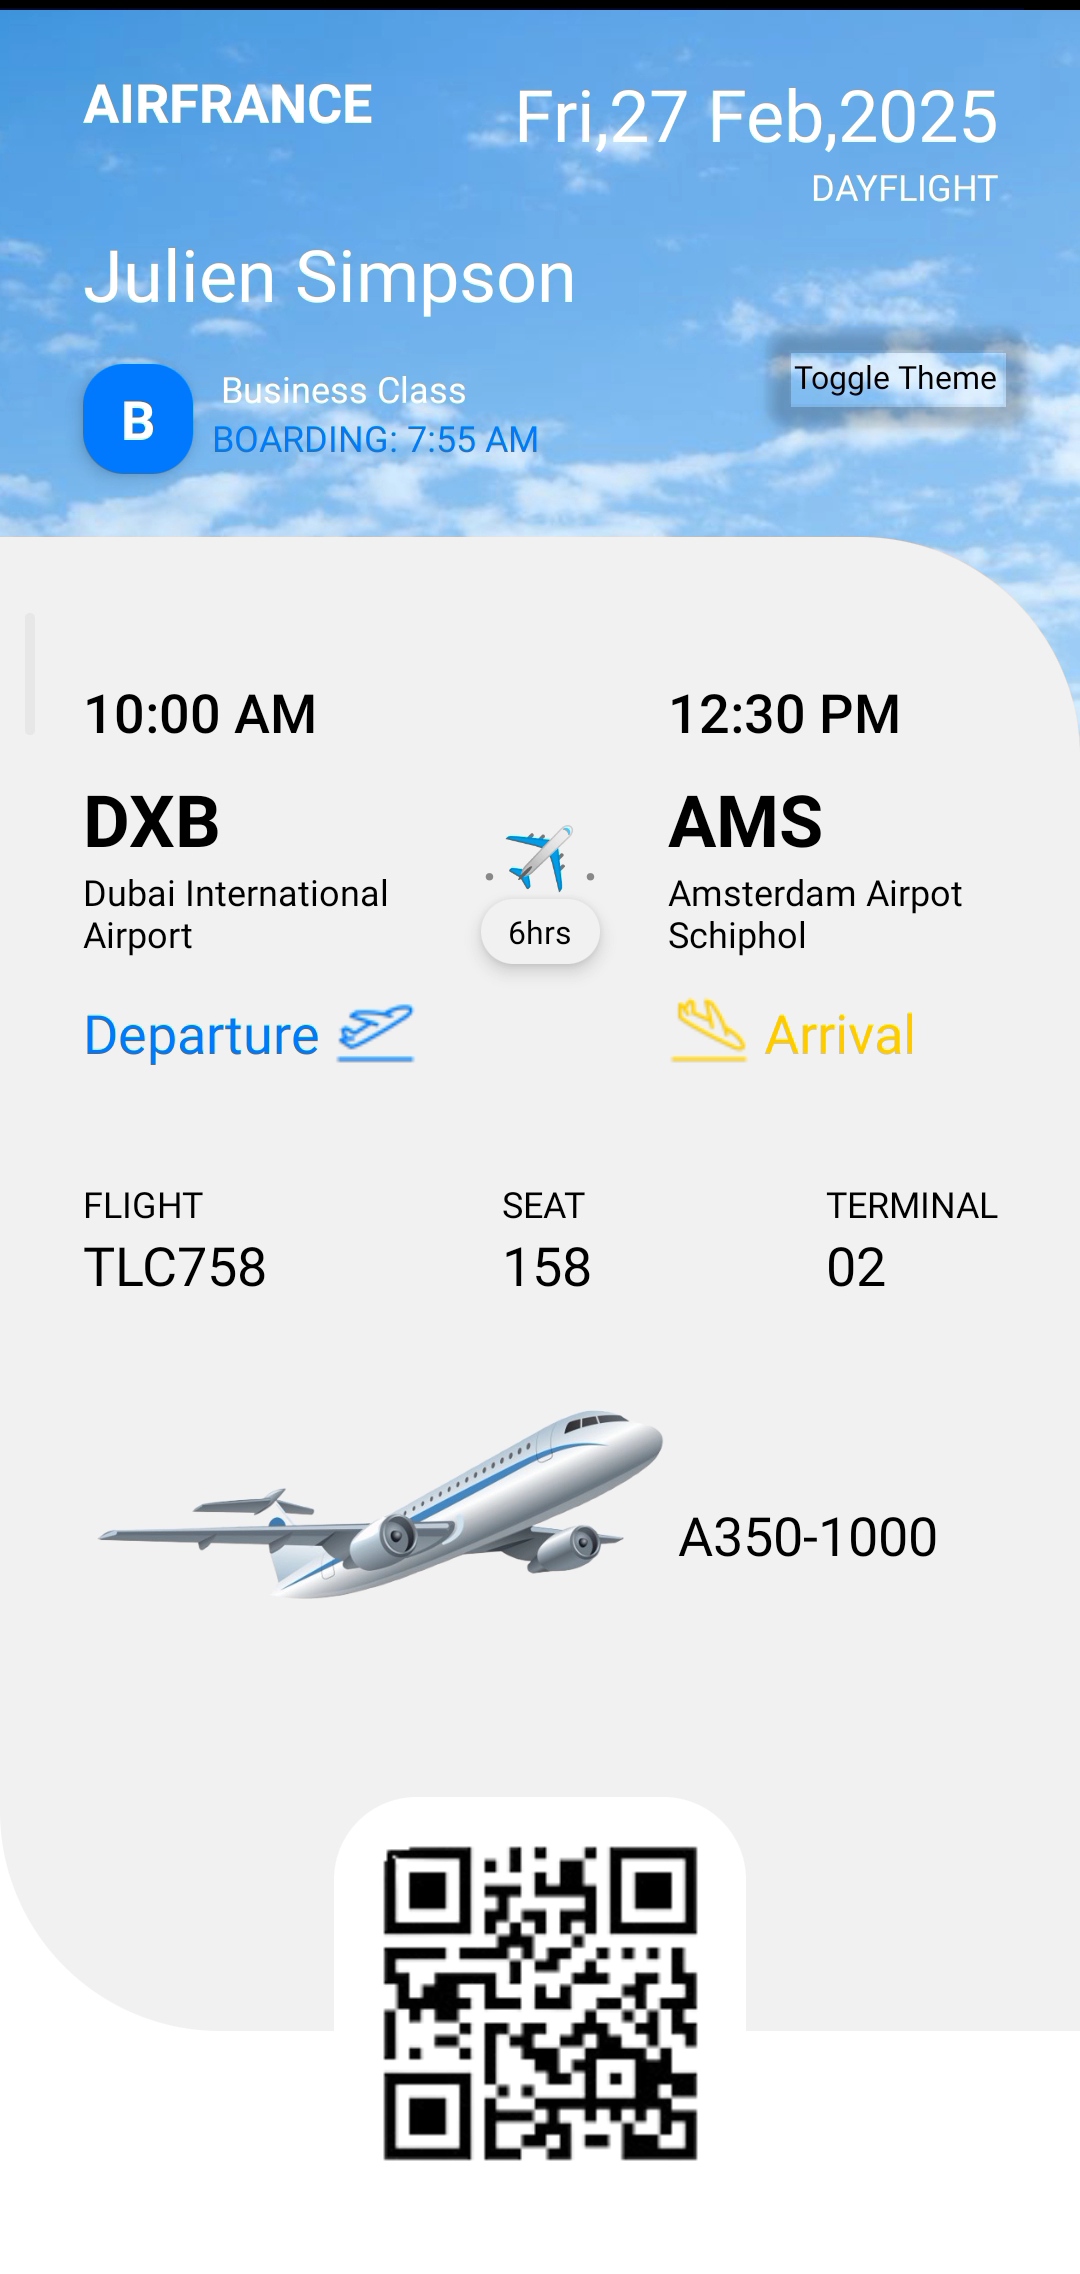 AIRFRANCE
Fri,27 Feb,2025
DAYFLIGHT
Julien Simpson
Toggle Theme
B
Business Class
BOARDING: 7:55 AM
10:00 AM
12:30 PM
DXB
AMS
Dubai International
Airport
6hrs
Amsterdam Airpot
Schiphol
Departure
Arrival
FLIGHT
SEAT
TERMINAL
TLC758
158
02
A350-1000